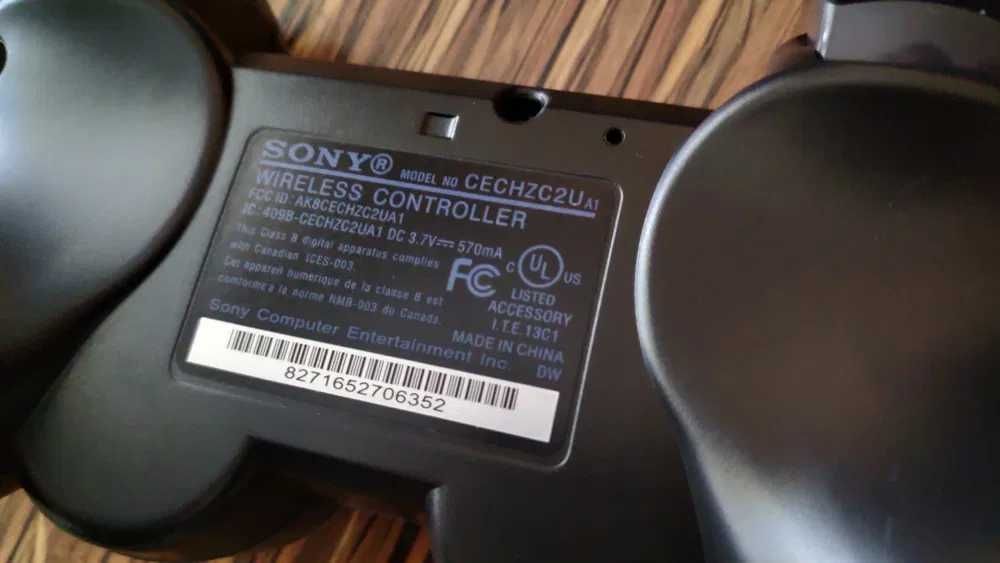 SONY® MODEL NO CECHZC2U A1
WIRELESS CONTROLLER
FCC ID: AK8CECHZC2UA1
IC: 409B-CECHZC2UA1 DC 3.7V⎓570mA
This Class B digital apparatus complies
with Canadian ICES-003.
Cet appareil numerique de la classe B est
conforme a la norme NMB-003 du Canada.
FC
C UL US
LISTED
ACCESSORY
I.T.E.13C1
MADE IN CHINA
Sony Computer Entertainment Inc. DW
8271652706352